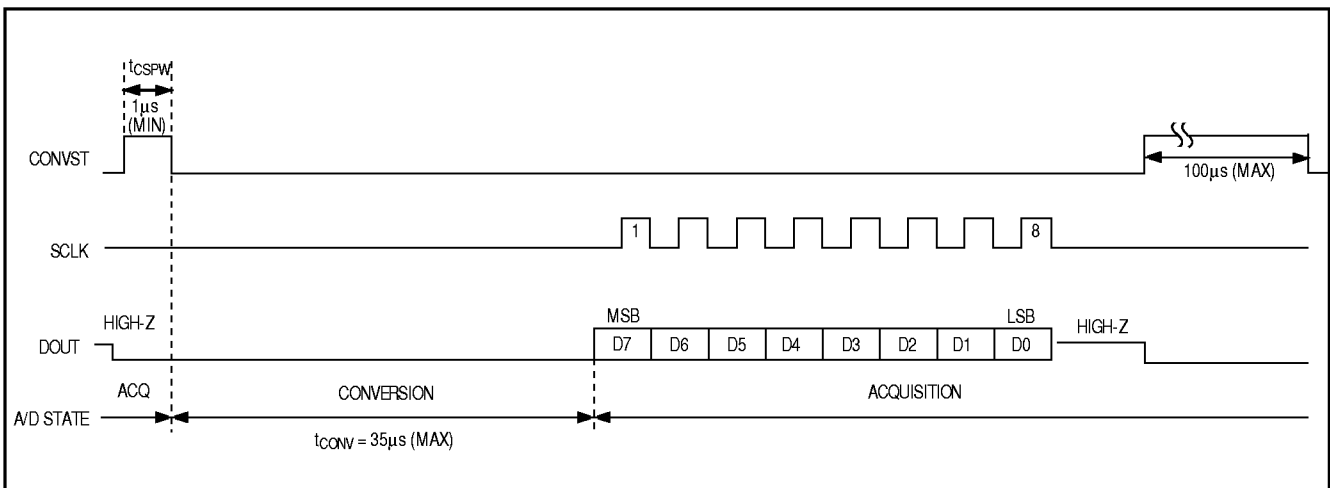 tCSPW
1µs
(MIN)
CONVST
100µs (MAX)
SCLK
1
8
HIGH-Z
MSB
LSB
HIGH-Z
DOUT
D7 D6 D5 D4 D3 D2 D1 D0
ACQ
CONVERSION
ACQUISITION
A/D STATE
tCONV = 35µs (MAX)